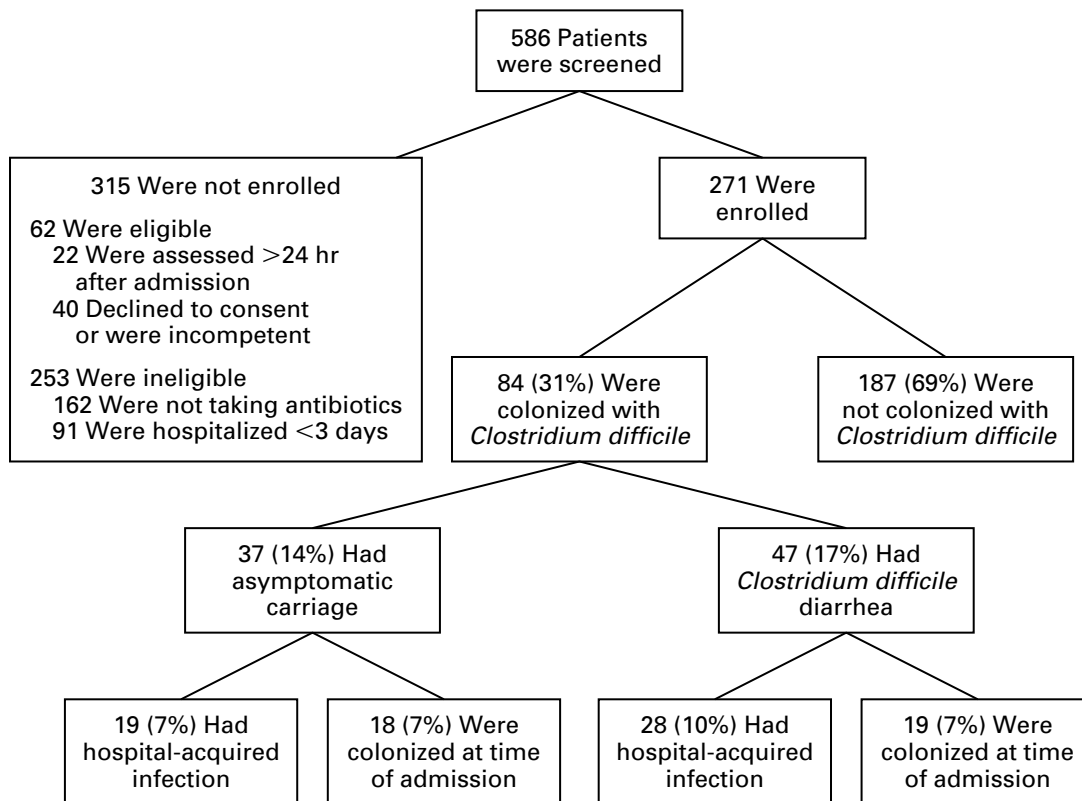 586 Patients
were screened
315 Were not enrolled
62 Were eligible
22 Were assessed >24 hr
after admission
40 Declined to consent
or were incompetent
253 Were ineligible
162 Were not taking antibiotics
91 Were hospitalized <3 days
271 Were
enrolled
84 (31%) Were
colonized with
Clostridium difficile
187 (69%) Were
not colonized with
Clostridium difficile
37 (14%) Had
asymptomatic
carriage
47 (17%) Had
Clostridium difficile
diarrhea
19 (7%) Had
hospital-acquired
infection
18 (7%) Were
colonized at time
of admission
28 (10%) Had
hospital-acquired
infection
19 (7%) Were
colonized at time
of admission